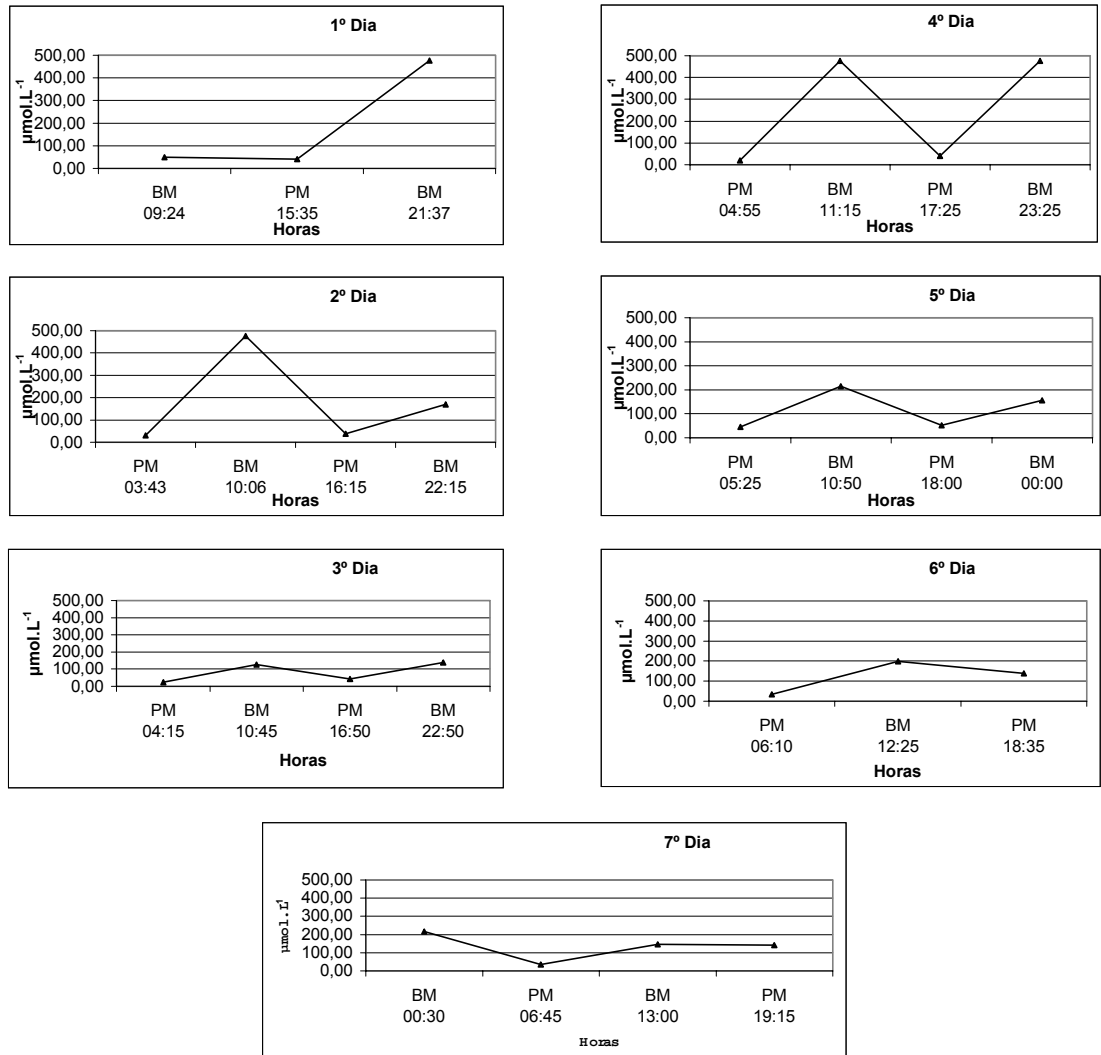 1º Dia
µmol.L⁻¹
500,00
400,00
300,00
200,00
100,00
0,00
BM PM BM
09:24 15:35 21:37
Horas
2º Dia
µmol.L⁻¹
500,00
400,00
300,00
200,00
100,00
0,00
PM BM PM BM
03:43 10:06 16:15 22:15
Horas
3º Dia
µmol.L⁻¹
500,00
400,00
300,00
200,00
100,00
0,00
PM BM PM BM
04:15 10:45 16:50 22:50
Horas
4º Dia
µmol.L⁻¹
500,00
400,00
300,00
200,00
100,00
0,00
PM BM PM BM
04:55 11:15 17:25 23:25
Horas
5º Dia
µmol.L⁻¹
500,00
400,00
300,00
200,00
100,00
0,00
PM BM PM BM
05:25 10:50 18:00 00:00
Horas
6º Dia
µmol.L⁻¹
500,00
400,00
300,00
200,00
100,00
0,00
PM BM PM
06:10 12:25 18:35
Horas
7º Dia
µmol.L¹
500,00
400,00
300,00
200,00
100,00
0,00
BM PM BM PM
00:30 06:45 13:00 19:15
Horas